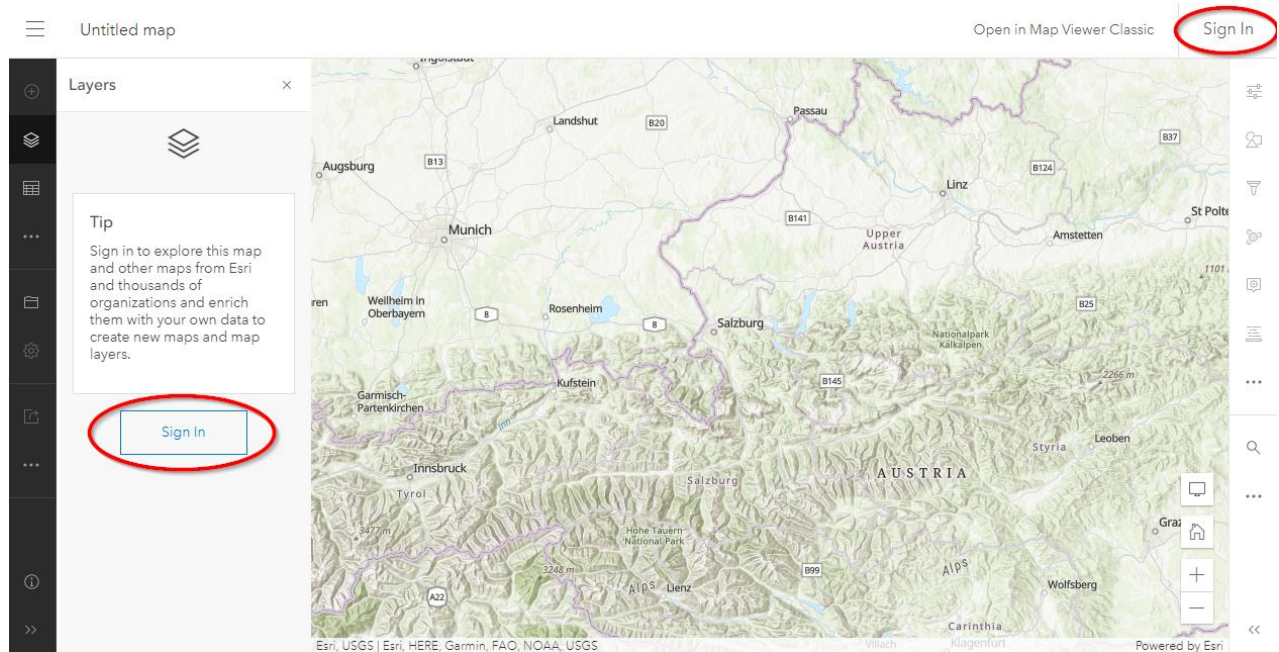 Untitled map
Open in Map Viewer Classic
Sign In
Layers
Tip
Sign in to explore this map
and other maps from Esri
and thousands of
organizations and enrich
them with your own data to
create new maps and map
layers.
Sign In
Ingolstadt
Landshut
B20
Passau
B37
Augsburg
B13
B124
Linz
St Polte
Munich
B141
Upper
Austria
Amstetten
1101
ren
Weilheim in
Oberbayern
8
Rosenheim
8
Salzburg
B25
Nationalpark
Kalkalpen
Kufstein
B145
2266 m
Garmisch-
Partenkirchen
Inn
Styria
Leoben
Innsbruck
Tyrol
Salzburg
AUSTRIA
3477 m
Hohe Tauern
National Park
Graz
3248 m
Alps
Lienz
B99
Alps
Wolfsberg
A22
Carinthia
Villach
Klagenfurt
Esri, USGS | Esri, HERE, Garmin, FAO, NOAA, USGS
Powered by Esri